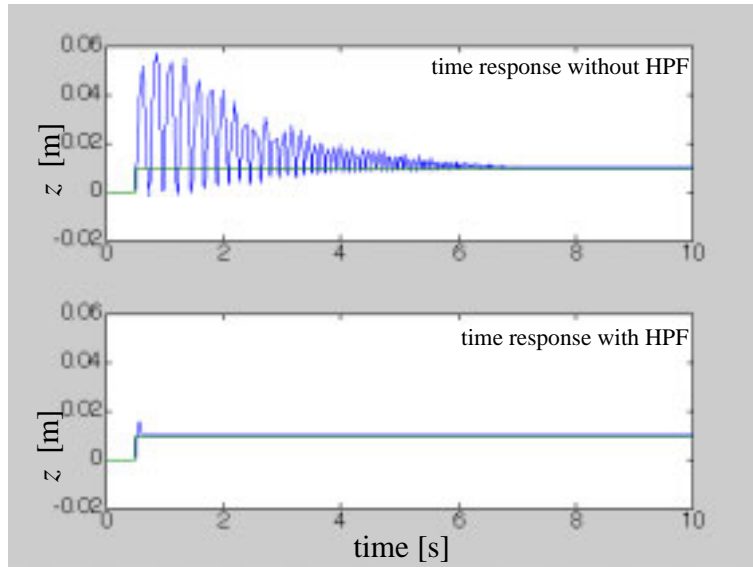 0.06
time response without HPF
0.04
0.02
z [m]
0
-0.02
0 2 4 6 8 10
0.06
time response with HPF
0.04
0.02
z [m]
0
-0.02
0 2 4 6 8 10
time [s]